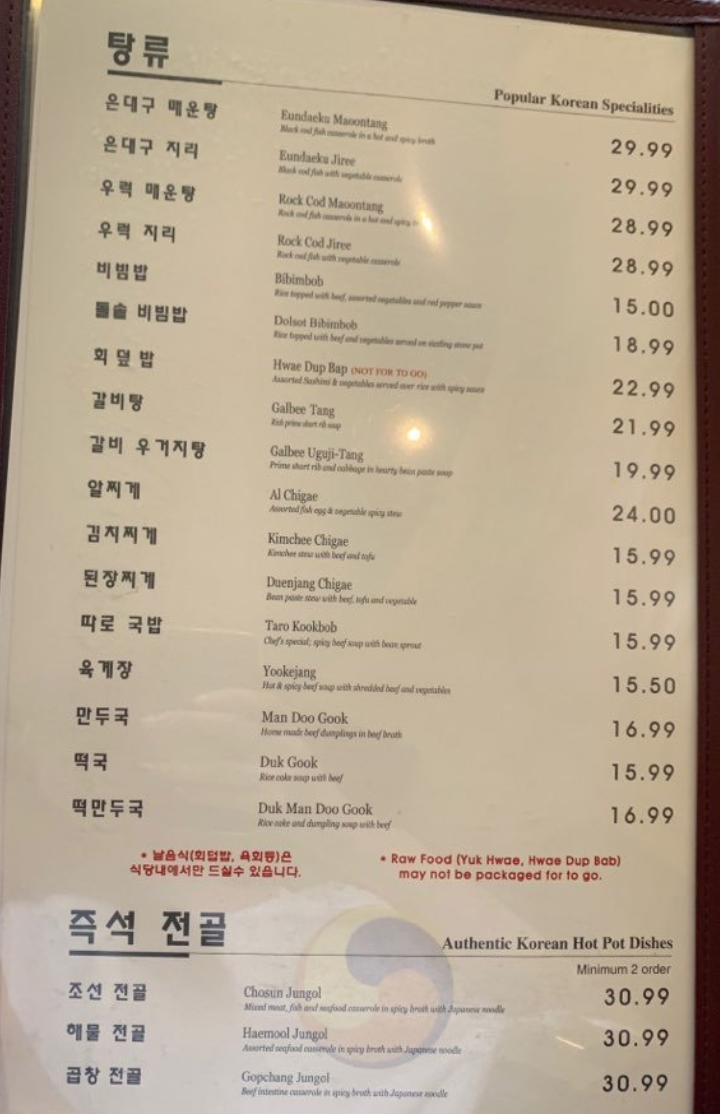 탕류
Popular Korean Specialities
은대구 매운탕 Eundaeku Maoontang 29.99
Black cod fish casserole in a hot and spicy broth
은대구 지리 Eundaeku Jiree 29.99
Black cod fish with vegetable casserole
우럭 매운탕 Rock Cod Maoontang 28.99
Rock cod fish casserole in a hot and spicy
우럭 지리 Rock Cod Jiree 28.99
Rock cod fish with vegetable casserole
비빔밥 Bibimbob 15.00
Rice topped with beef, assorted vegetables and red pepper sauce
돌솥 비빔밥 Dolsot Bibimbob 18.99
Rice topped with beef and vegetables served on sizzling stone pot
회 덮 밥 Hwae Dup Bap (NOT FOR TO GO) 22.99
Assorted Sashimi & vegetables served over rice with spicy sauce
갈비탕 Galbee Tang 21.99
Rich prime short rib soup
갈비 우거지탕 Galbee Uguji-Tang 19.99
Prime short rib and cabbage in hearty bean paste soup
알찌게 Al Chigae 24.00
Assorted fish egg & vegetable spicy stew
김치찌게 Kimchee Chigae 15.99
Kimchee stew with beef and tofu
된장찌게 Duenjang Chigae 15.99
Bean paste stew with beef, tofu and vegetable
따로 국밥 Taro Kookbob 15.99
Chef's special; spicy beef soup with bean sprout
육게장 Yookejang 15.50
Hot & spicy beef soup with shredded beef and vegetables
만두국 Man Doo Gook 16.99
Home made beef dumplings in beef broth
떡국 Duk Gook 15.99
Rice cake soup with beef
떡만두국 Duk Man Doo Gook 16.99
Rice cake and dumpling soup with beef
* 날음식(회덥밥, 육회등)은
식당내에서만 드실수 있읍니다.
* Raw Food (Yuk Hwae, Hwae Dup Bab)
may not be packaged for to go.
즉석 전골
Authentic Korean Hot Pot Dishes
Minimum 2 order
조선 전골 Chosun Jungol 30.99
Mixed meat, fish and seafood casserole in spicy broth with Japanese noodle
해물 전골 Haemool Jungol 30.99
Assorted seafood casserole in spicy broth with Japanese noodle
곱창 전골 Gopchang Jungol 30.99
Beef intestine casserole in spicy broth with Japanese noodle